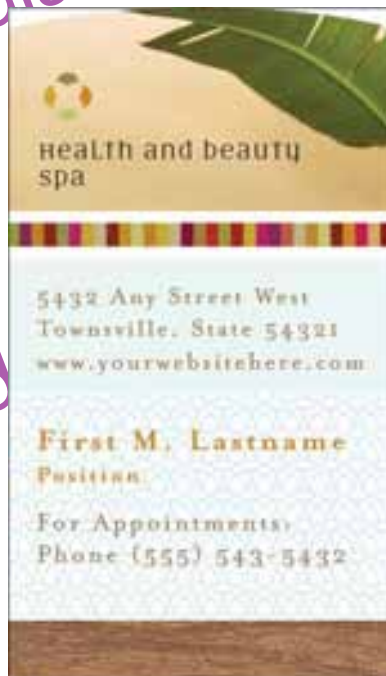 Health and beauty
spa
5432 Any Street West
Townsville, State 54321
www.yourwebsitehere.com
First M. Lastname
Position
For Appointments:
Phone (555) 543-5432